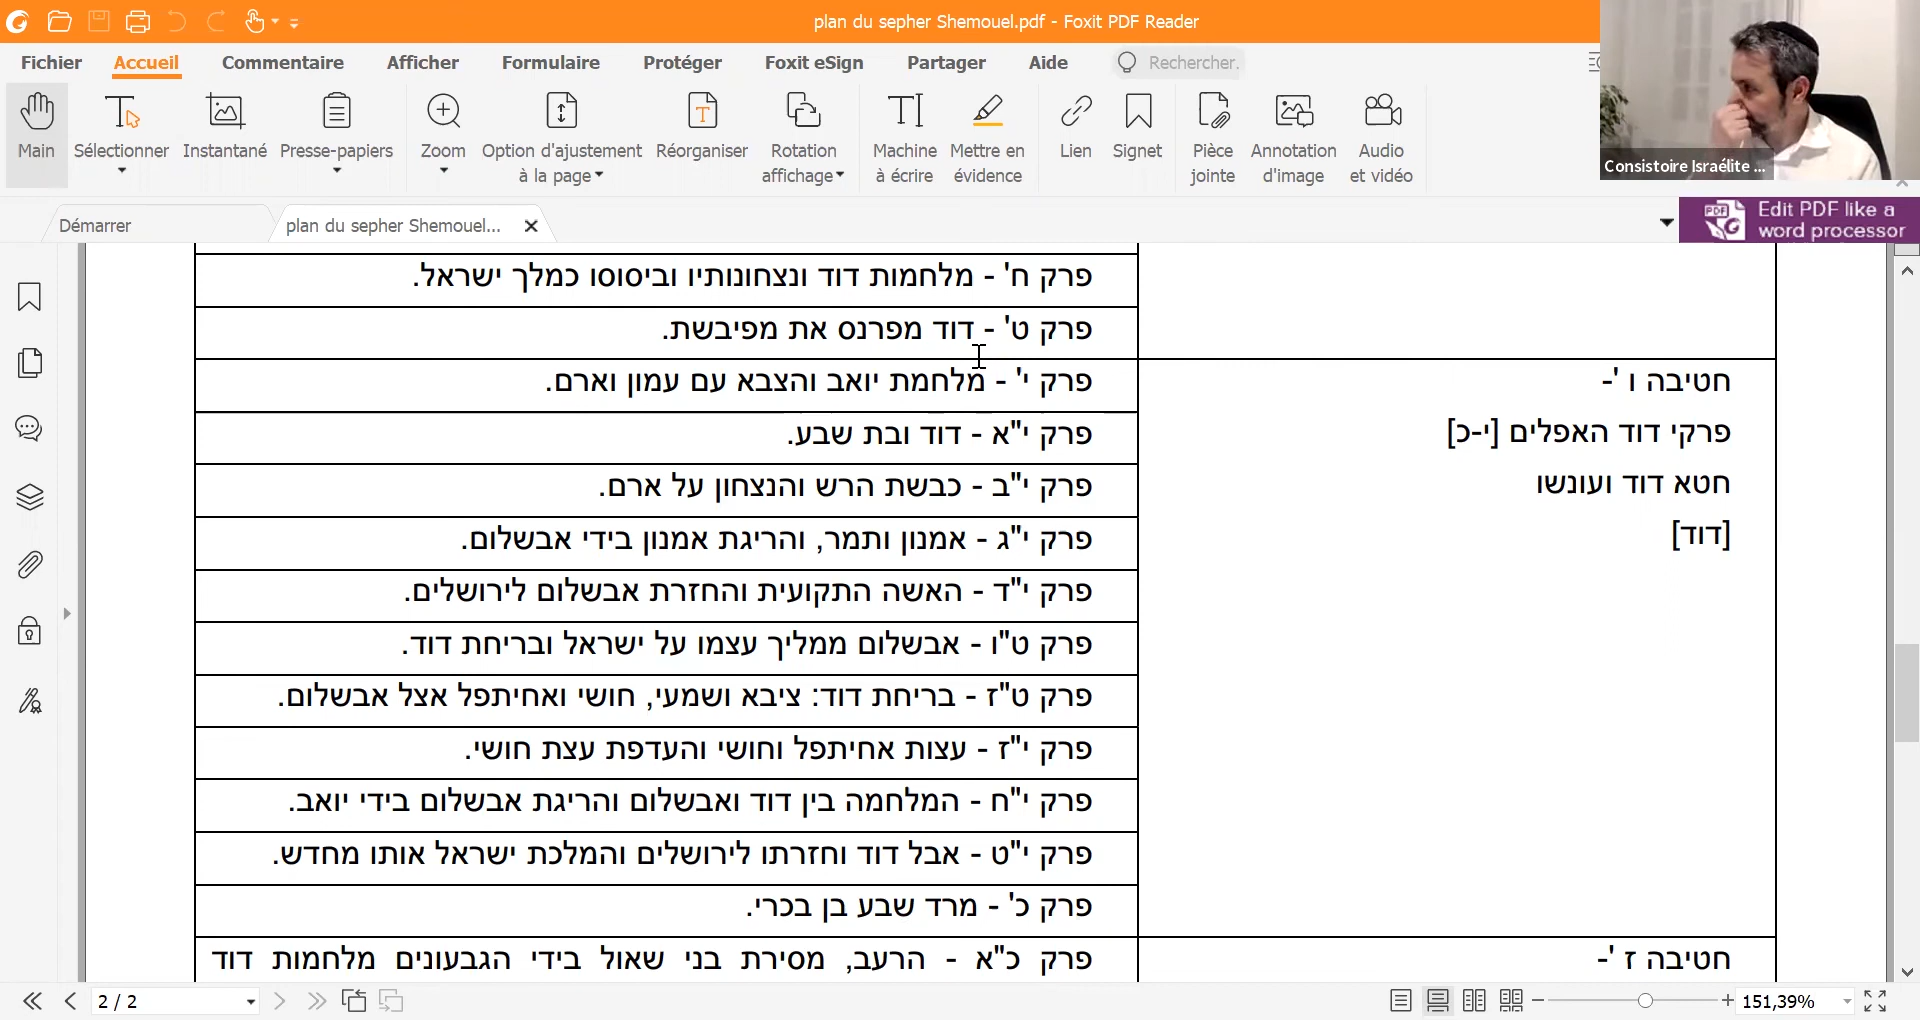 plan du sepher Shemouel.pdf - Foxit PDF Reader
Fichier Accueil Commentaire Afficher Formulaire Protéger Foxit eSign Partager Aide Rechercher.
Main
Sélectionner
Instantané
Presse-papiers
Zoom
Option d'ajustement
à la page
Réorganiser
Rotation
affichage
Machine
à écrire
Mettre en
évidence
Lien
Signet
Pièce
jointe
Annotation
d'image
Audio
et vidéo
Consistoire Israélite ...
Démarrer
plan du sepher Shemouel...
PDF
Edit PDF like a
word processor
פרק ח' - מלחמות דוד ונצחונותיו וביסוסו כמלך ישראל.
פרק ט' - דוד מפרנס את מפיבשת.
חטיבה ו '-
פרקי דוד האפלים [י-כ]
חטא דוד ועונשו
[דוד]
פרק י' - מלחמת יואב והצבא עם עמון וארם.
פרק י"א - דוד ובת שבע.
פרק י"ב - כבשת הרש והנצחון על ארם.
פרק י"ג - אמנון ותמר, והריגת אמנון בידי אבשלום.
פרק י"ד - האשה התקועית והחזרת אבשלום לירושלים.
פרק ט"ו - אבשלום ממליך עצמו על ישראל ובריחת דוד.
פרק ט"ז - בריחת דוד: ציבא ושמעי, חושי ואחיתפל אצל אבשלום.
פרק י"ז - עצות אחיתפל וחושי והעדפת עצת חושי.
פרק י"ח - המלחמה בין דוד ואבשלום והריגת אבשלום בידי יואב.
פרק י"ט - אבל דוד וחזרתו לירושלים והמלכת ישראל אותו מחדש.
פרק כ' - מרד שבע בן בכרי.
חטיבה ז '-
פרק כ"א - הרעב, מסירת בני שאול בידי הגבעונים מלחמות דוד
2 / 2
151,39%